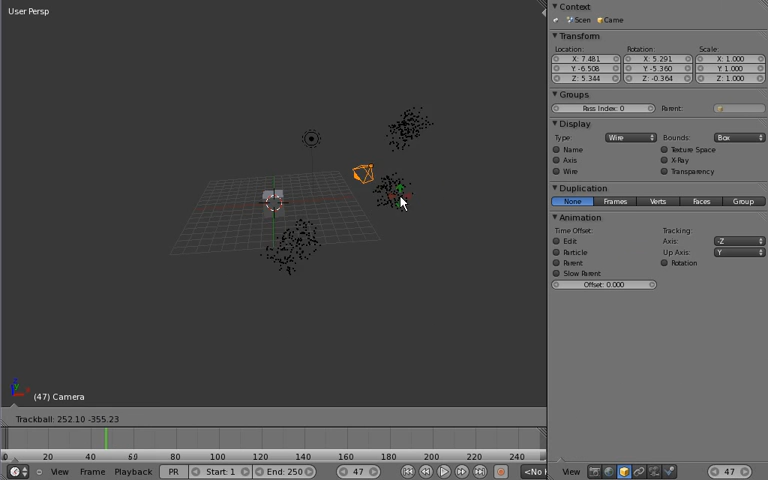 User Persp
(47) Camera
Trackball: 252.10 -355.23
0 20 40 60 80 100 120 140 160 180 200 220 240
View Frame Playback PR Start: 1 End: 250 47 <No
Context
Scen Came
Transform
Location: Rotation: Scale:
X: 7.481 X: 5.291 X: 1.000
Y: -6.508 Y: -5.360 Y: 1.000
Z: 5.344 Z: -0.364 Z: 1.000
Groups
Pass Index: 0 Parent:
Display
Type: Wire Bounds: Box
Name Texture Space
Axis X-Ray
Wire Transparency
Duplication
None Frames Verts Faces Group
Animation
Time Offset: Tracking:
Edit Axis: -Z
Particle Up Axis: Y
Parent Rotation
Slow Parent
Offset: 0.000
View 47